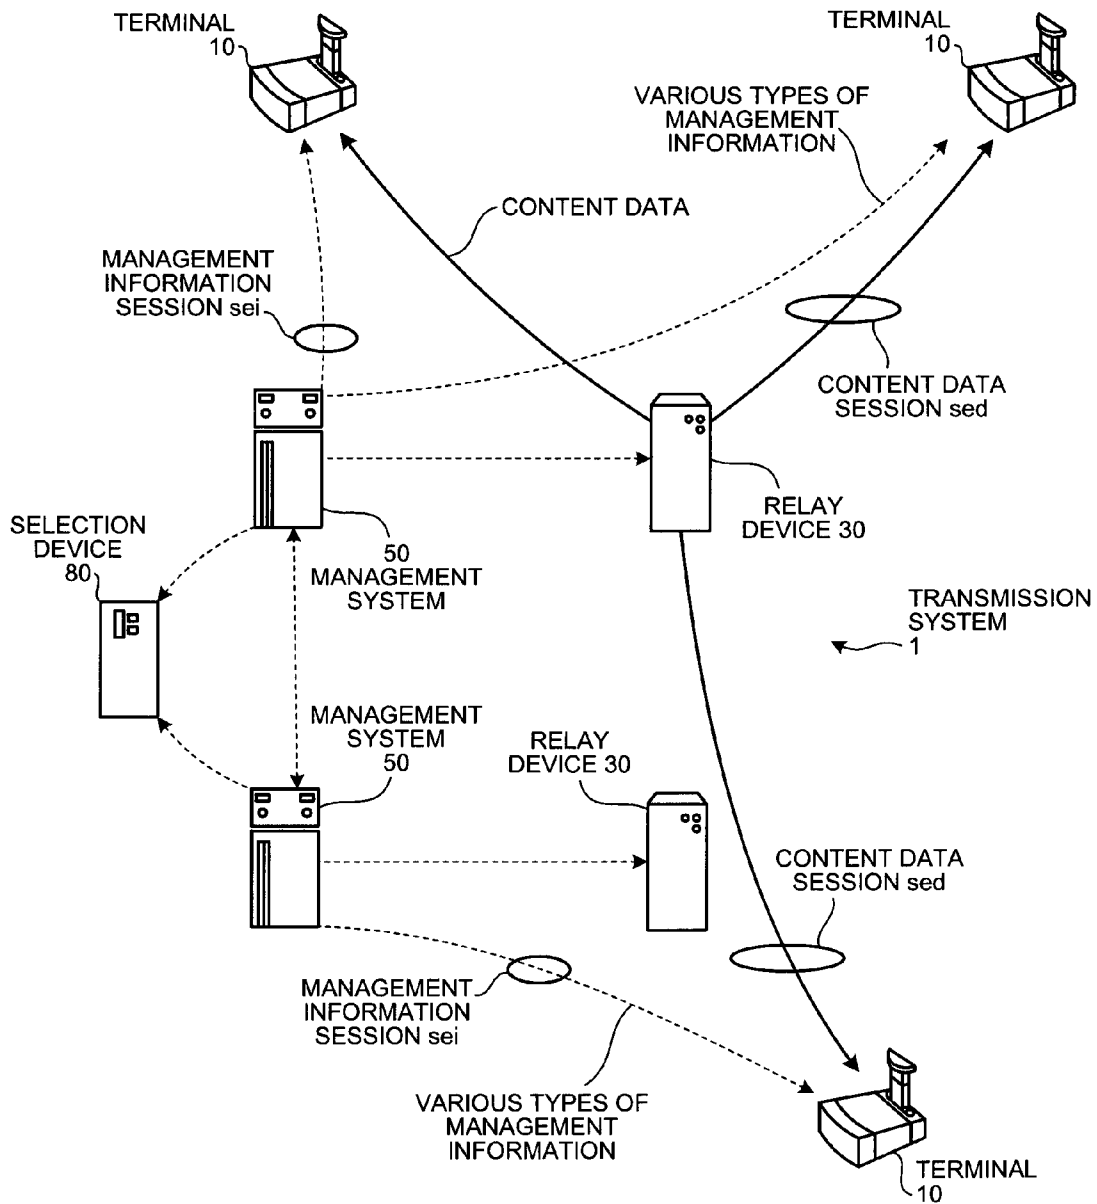 TERMINAL
10
TERMINAL
10
VARIOUS TYPES OF
MANAGEMENT
INFORMATION
CONTENT DATA
MANAGEMENT
INFORMATION
SESSION sei
CONTENT DATA
SESSION sed
RELAY
DEVICE 30
SELECTION
DEVICE
80
50
MANAGEMENT
SYSTEM
TRANSMISSION
SYSTEM
1
MANAGEMENT
SYSTEM
50
RELAY
DEVICE 30
CONTENT DATA
SESSION sed
MANAGEMENT
INFORMATION
SESSION sei
VARIOUS TYPES OF
MANAGEMENT
INFORMATION
TERMINAL
10